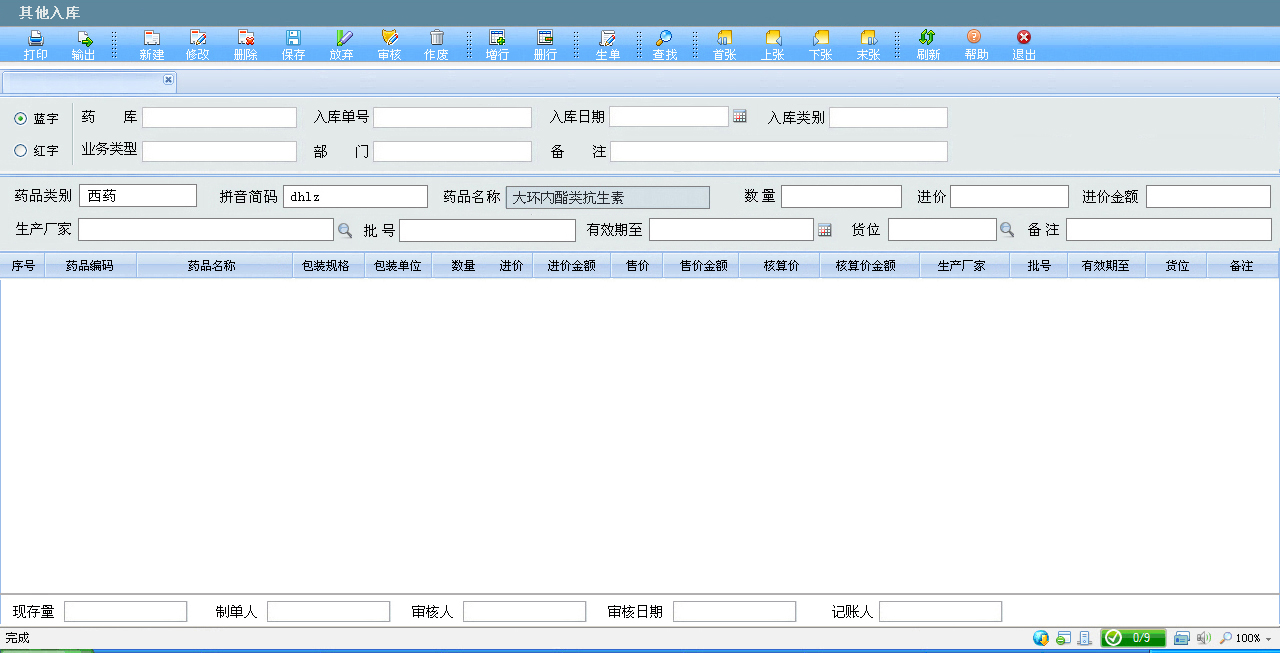 其他入库
打印 输出 新建 修改 删除 保存 放弃 审核 作废 增行 删行 生单 查找 首张 上张 下张 末张 刷新 帮助 退出
蓝字 药 库 入库单号 入库日期 入库类别
红字 业务类型 部 门 备 注
药品类别 西药 拼音简码 dhlz 药品名称 大环内酯类抗生素 数 量 进价 进价金额
生产厂家 批 号 有效期至 货位 备 注
序号 药品编码 药品名称 包装规格 包装单位 数量 进价 进价金额 售价 售价金额 核算价 核算价金额 生产厂家 批号 有效期至 货位 备注
现存量 制单人 审核人 审核日期 记账人
完成 0/9 100%